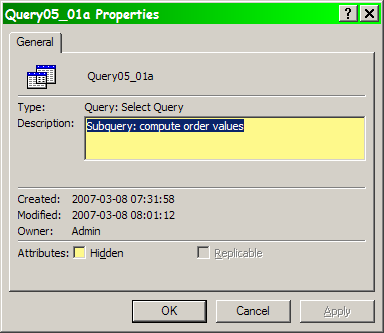 Query05_01a Properties
General
Query05_01a
Type: Query: Select Query
Description: Subquery: compute order values
Created: 2007-03-08 07:31:58
Modified: 2007-03-08 08:01:12
Owner: Admin
Attributes: Hidden Replicable
OK Cancel Apply